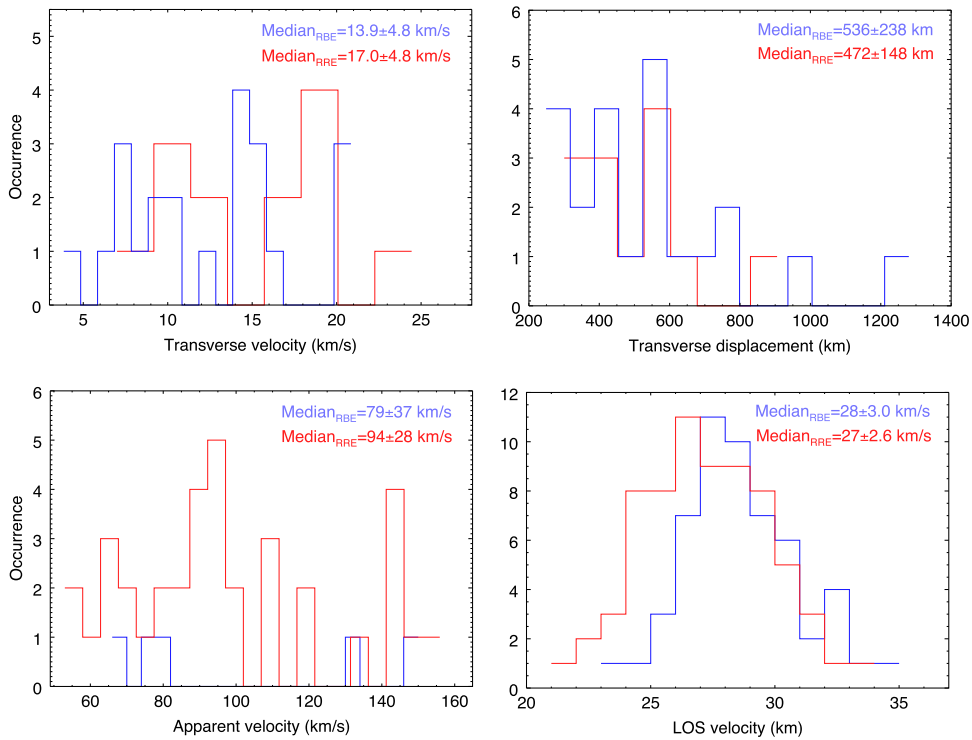 Median_RBE=13.9±4.8 km/s
Median_RRE=17.0±4.8 km/s
5
4
3
2
1
0
Occurrence
5 10 15 20 25
Transverse velocity (km/s)
Median_RBE=536±238 km
Median_RRE=472±148 km
6
5
4
3
2
1
0
200 400 600 800 1000 1200 1400
Transverse displacement (km)
Median_RBE=79±37 km/s
Median_RRE=94±28 km/s
6
5
4
3
2
1
0
Occurrence
60 80 100 120 140 160
Apparent velocity (km/s)
Median_RBE=28±3.0 km/s
Median_RRE=27±2.6 km/s
12
10
8
6
4
2
0
20 25 30 35
LOS velocity (km)